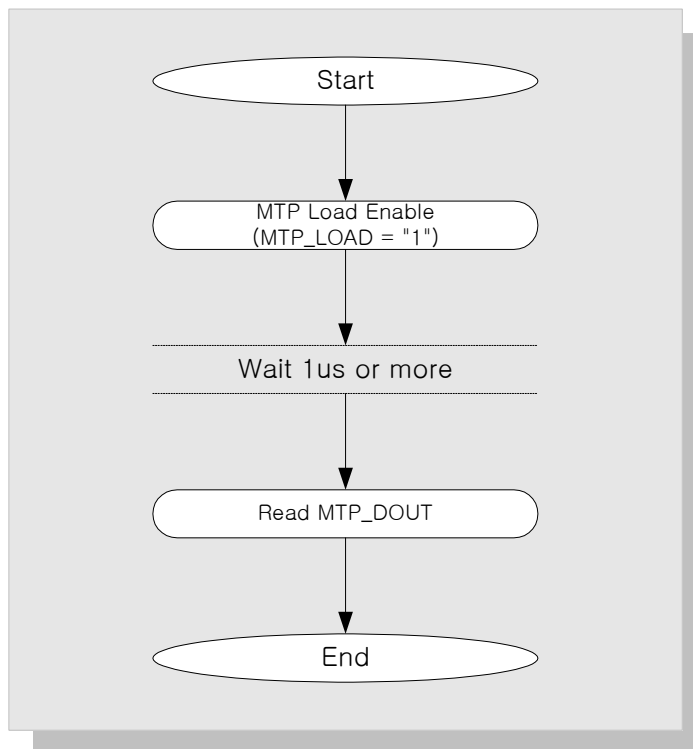 Start
MTP Load Enable
(MTP_LOAD = "1")
Wait 1us or more
Read MTP_DOUT
End